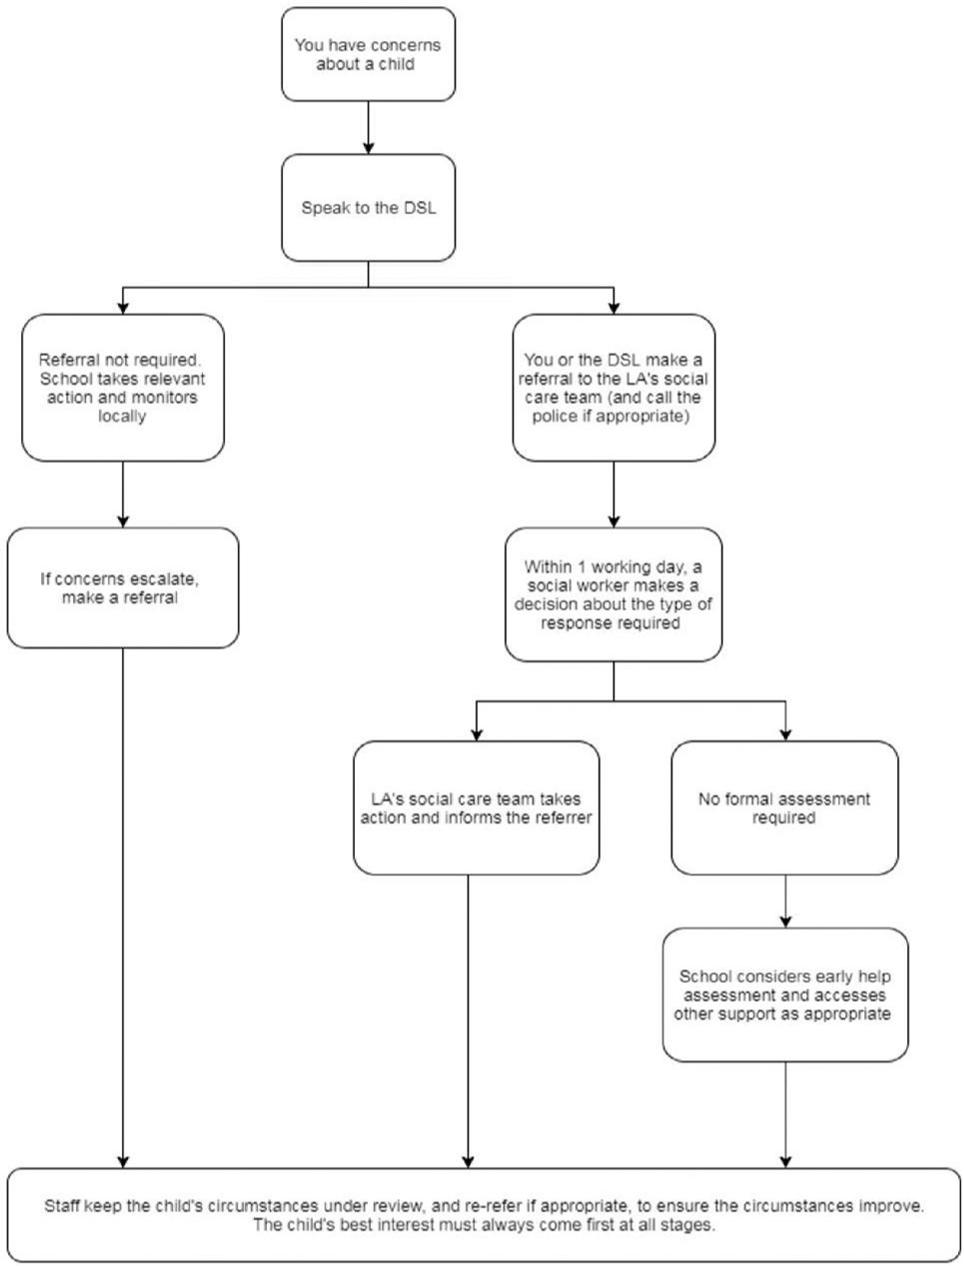 You have concerns
about a child
Speak to the DSL
Referral not required.
School takes relevant
action and monitors
locally
You or the DSL make a
referral to the LA's social
care team (and call the
police if appropriate)
If concerns escalate,
make a referral
Within 1 working day, a
social worker makes a
decision about the type of
response required
LA's social care team takes
action and informs the referrer
No formal assessment
required
School considers early help
assessment and accesses
other support as appropriate
Staff keep the child's circumstances under review, and re-refer if appropriate, to ensure the circumstances improve.
The child's best interest must always come first at all stages.